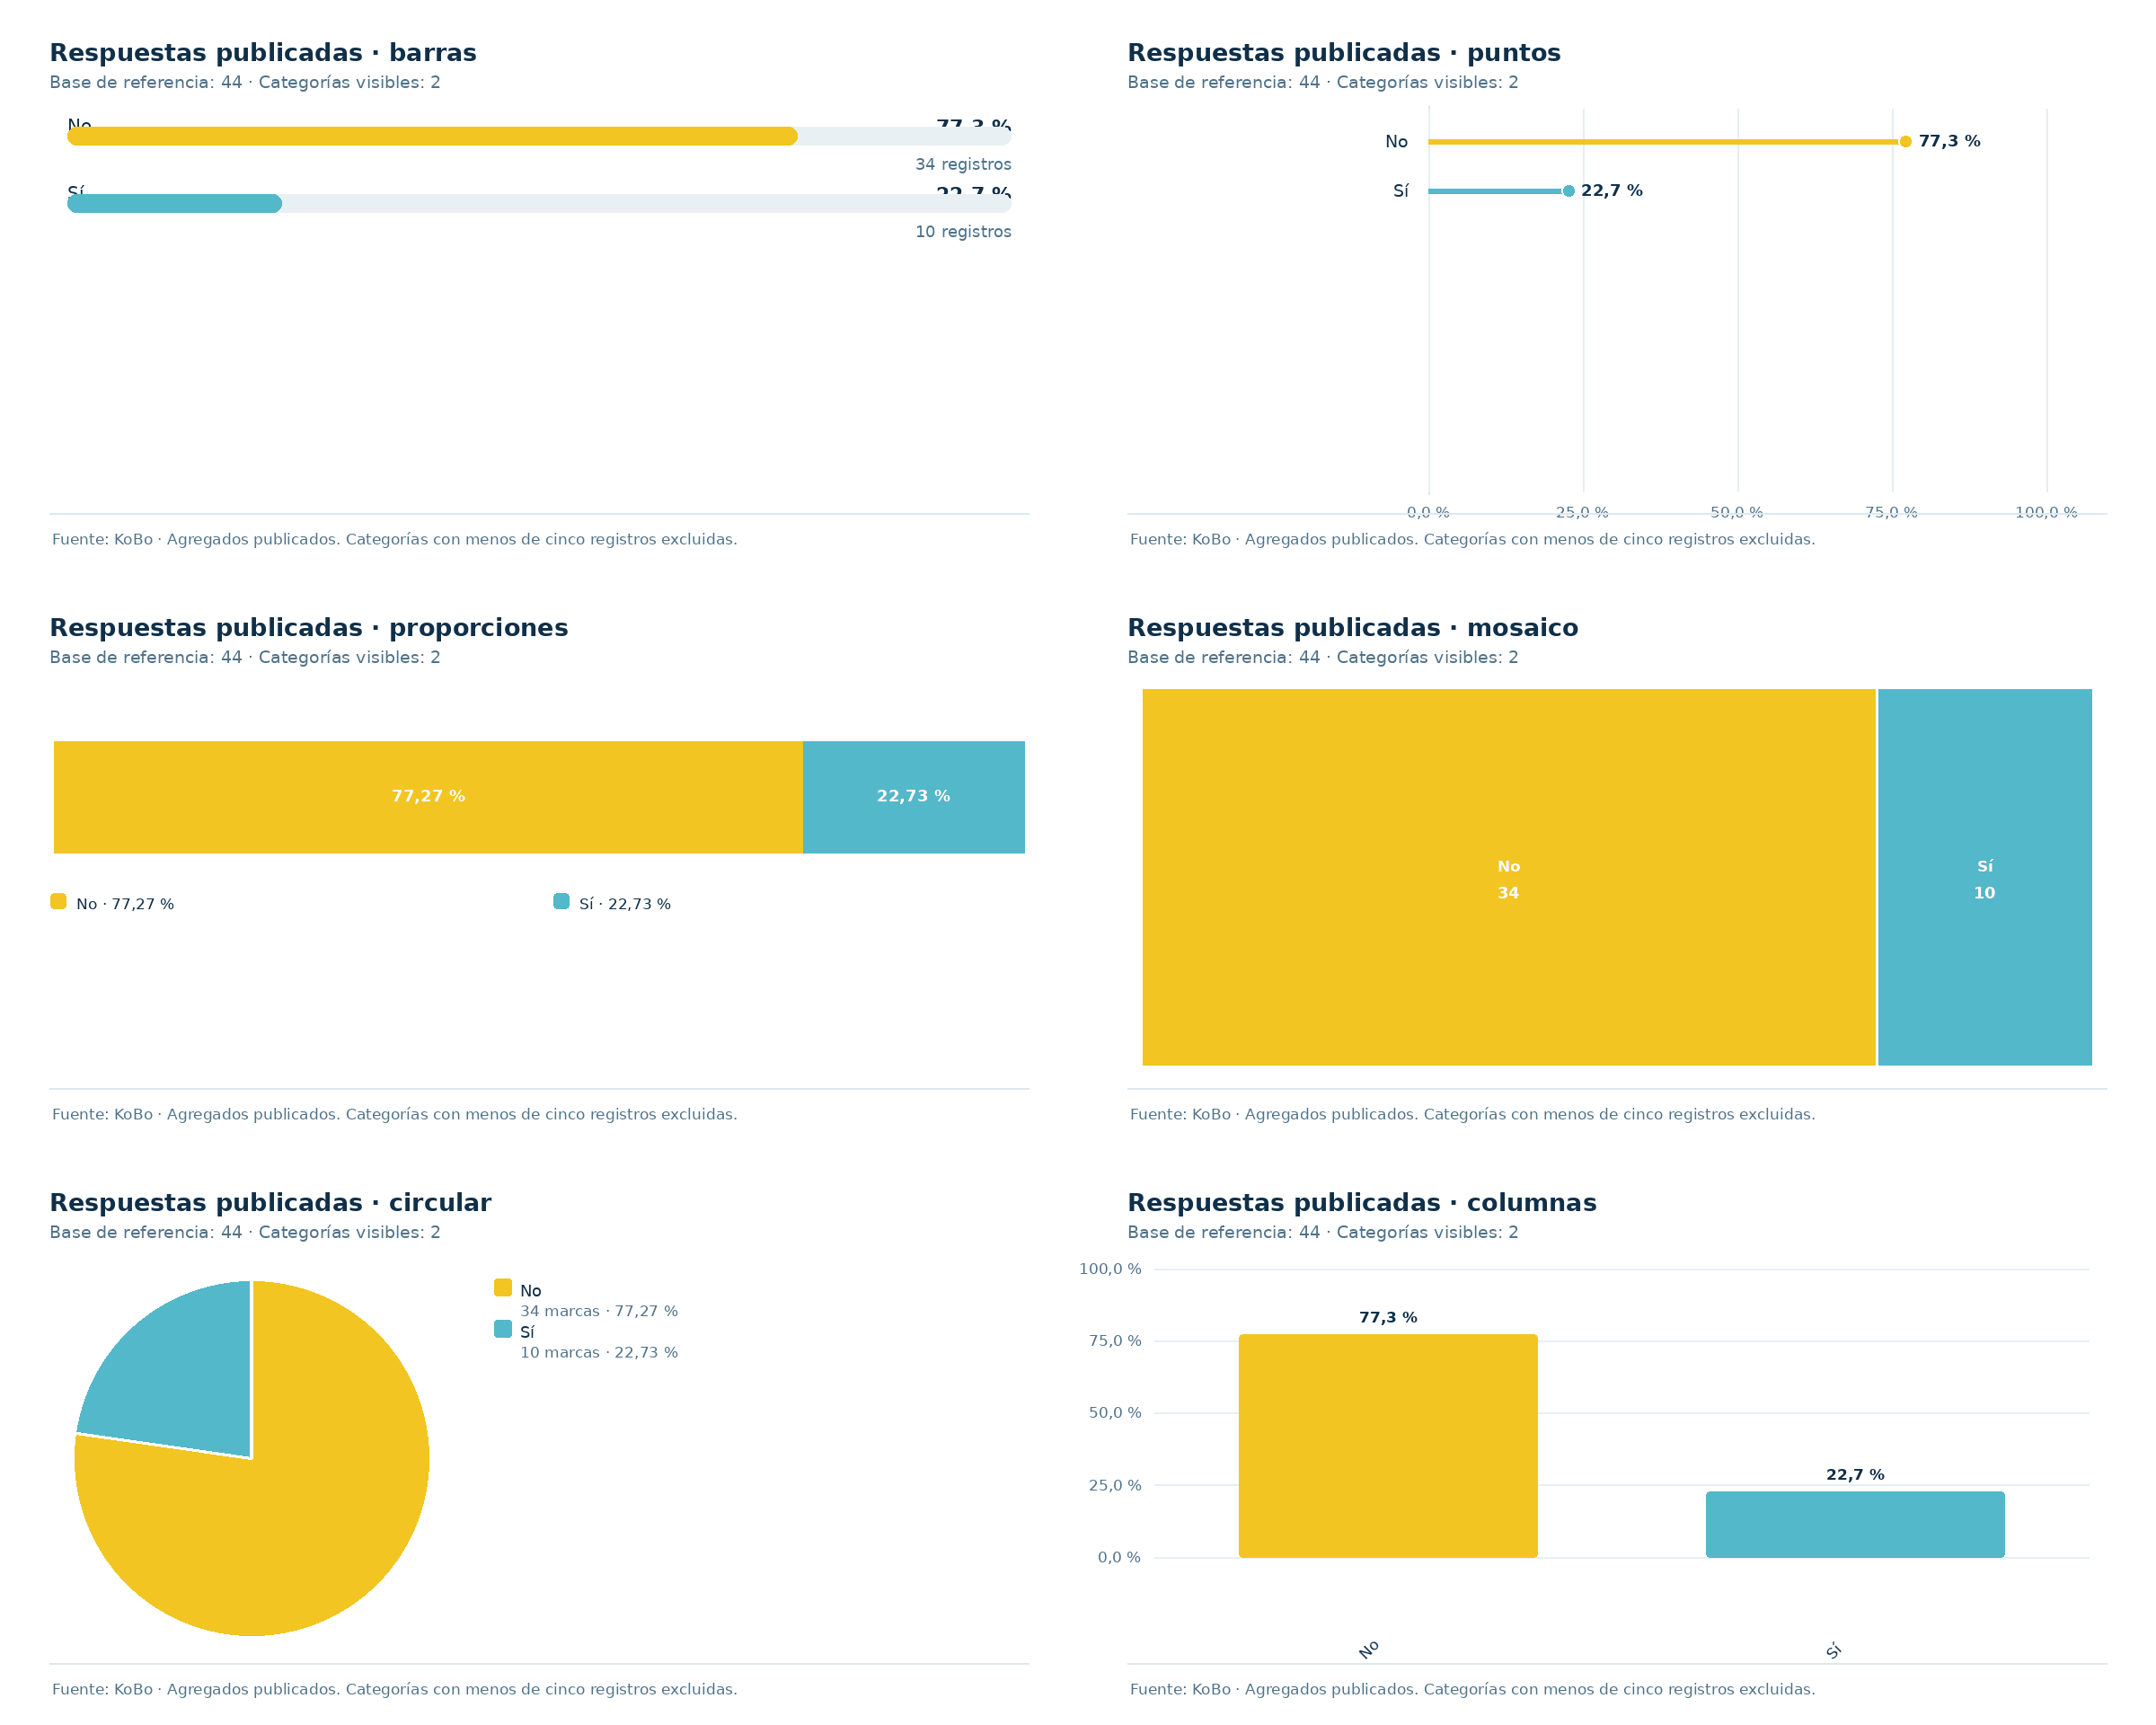 Respuestas publicadas · barras
Base de referencia: 44 · Categorías visibles: 2
No 77,3 %
34 registros
Sí 22,7 %
10 registros
Fuente: KoBo · Agregados publicados. Categorías con menos de cinco registros excluidas.
Respuestas publicadas · puntos
Base de referencia: 44 · Categorías visibles: 2
No 77,3 %
Sí 22,7 %
0,0 % 25,0 % 50,0 % 75,0 % 100,0 %
Fuente: KoBo · Agregados publicados. Categorías con menos de cinco registros excluidas.
Respuestas publicadas · proporciones
Base de referencia: 44 · Categorías visibles: 2
77,27 % 22,73 %
No · 77,27 % Sí · 22,73 %
Fuente: KoBo · Agregados publicados. Categorías con menos de cinco registros excluidas.
Respuestas publicadas · mosaico
Base de referencia: 44 · Categorías visibles: 2
No Sí
34 10
Fuente: KoBo · Agregados publicados. Categorías con menos de cinco registros excluidas.
Respuestas publicadas · circular
Base de referencia: 44 · Categorías visibles: 2
No
34 marcas · 77,27 %
Sí
10 marcas · 22,73 %
Fuente: KoBo · Agregados publicados. Categorías con menos de cinco registros excluidas.
Respuestas publicadas · columnas
Base de referencia: 44 · Categorías visibles: 2
100,0 %
77,3 %
75,0 %
50,0 %
22,7 %
25,0 %
0,0 %
No Sí
Fuente: KoBo · Agregados publicados. Categorías con menos de cinco registros excluidas.